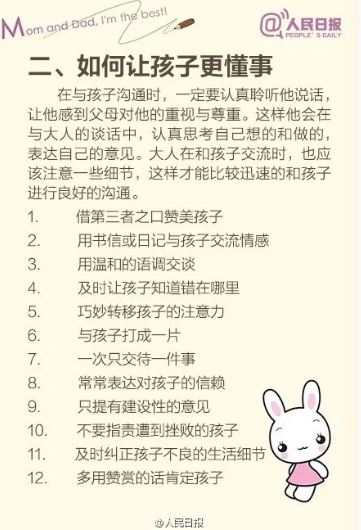 Mom and Dad, I'm the best!
@人民日报
PEOPLE'S DAILY
二、如何让孩子更懂事
在与孩子沟通时，一定要认真聆听他说话，
让他感到父母对他的重视与尊重。这样他会在
与大人的谈话中，认真思考自己想的和做的，
表达自己的意见。大人在和孩子交流时，也应
该注意一些细节，这样才能比较迅速的和孩子
进行良好的沟通。
1. 借第三者之口赞美孩子
2. 用书信或日记与孩子交流情感
3. 用温和的语调交谈
4. 及时让孩子知道错在哪里
5. 巧妙转移孩子的注意力
6. 与孩子打成一片
7. 一次只交待一件事
8. 常常表达对孩子的信赖
9. 只提有建设性的意见
10. 不要指责遭到挫败的孩子
11. 及时纠正孩子不良的生活细节
12. 多用赞赏的话肯定孩子
@人民日报